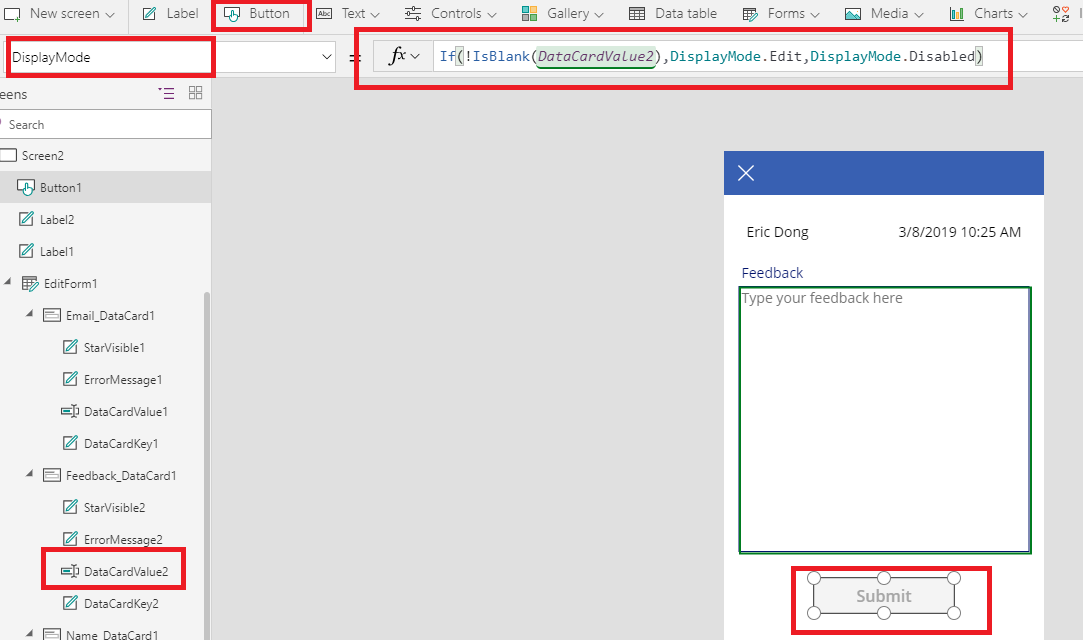 New screen
Label
Button
Abc Text
Controls
Gallery
Data table
Forms
Media
Charts
DisplayMode
=
fx
If(!IsBlank(DataCardValue2),DisplayMode.Edit,DisplayMode.Disabled)
eens
Search
Screen2
Button1
Label2
Label1
EditForm1
Email_DataCard1
StarVisible1
ErrorMessage1
DataCardValue1
DataCardKey1
Feedback_DataCard1
StarVisible2
ErrorMessage2
DataCardValue2
DataCardKey2
Name_DataCard1
Eric Dong
3/8/2019 10:25 AM
Feedback
Type your feedback here
Submit